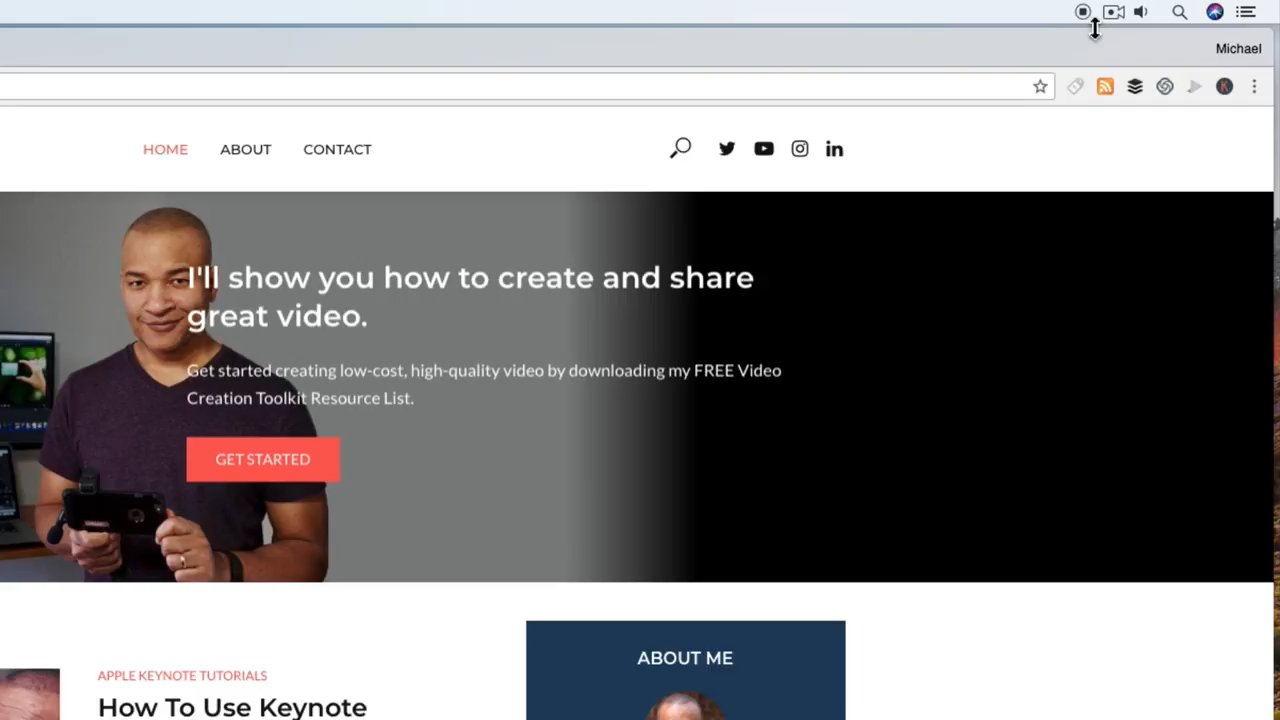 Michael
K
HOME ABOUT CONTACT
I'll show you how to create and share
great video.
Get started creating low-cost, high-quality video by downloading my FREE Video
Creation Toolkit Resource List.
GET STARTED
APPLE KEYNOTE TUTORIALS
How To Use Keynote
ABOUT ME